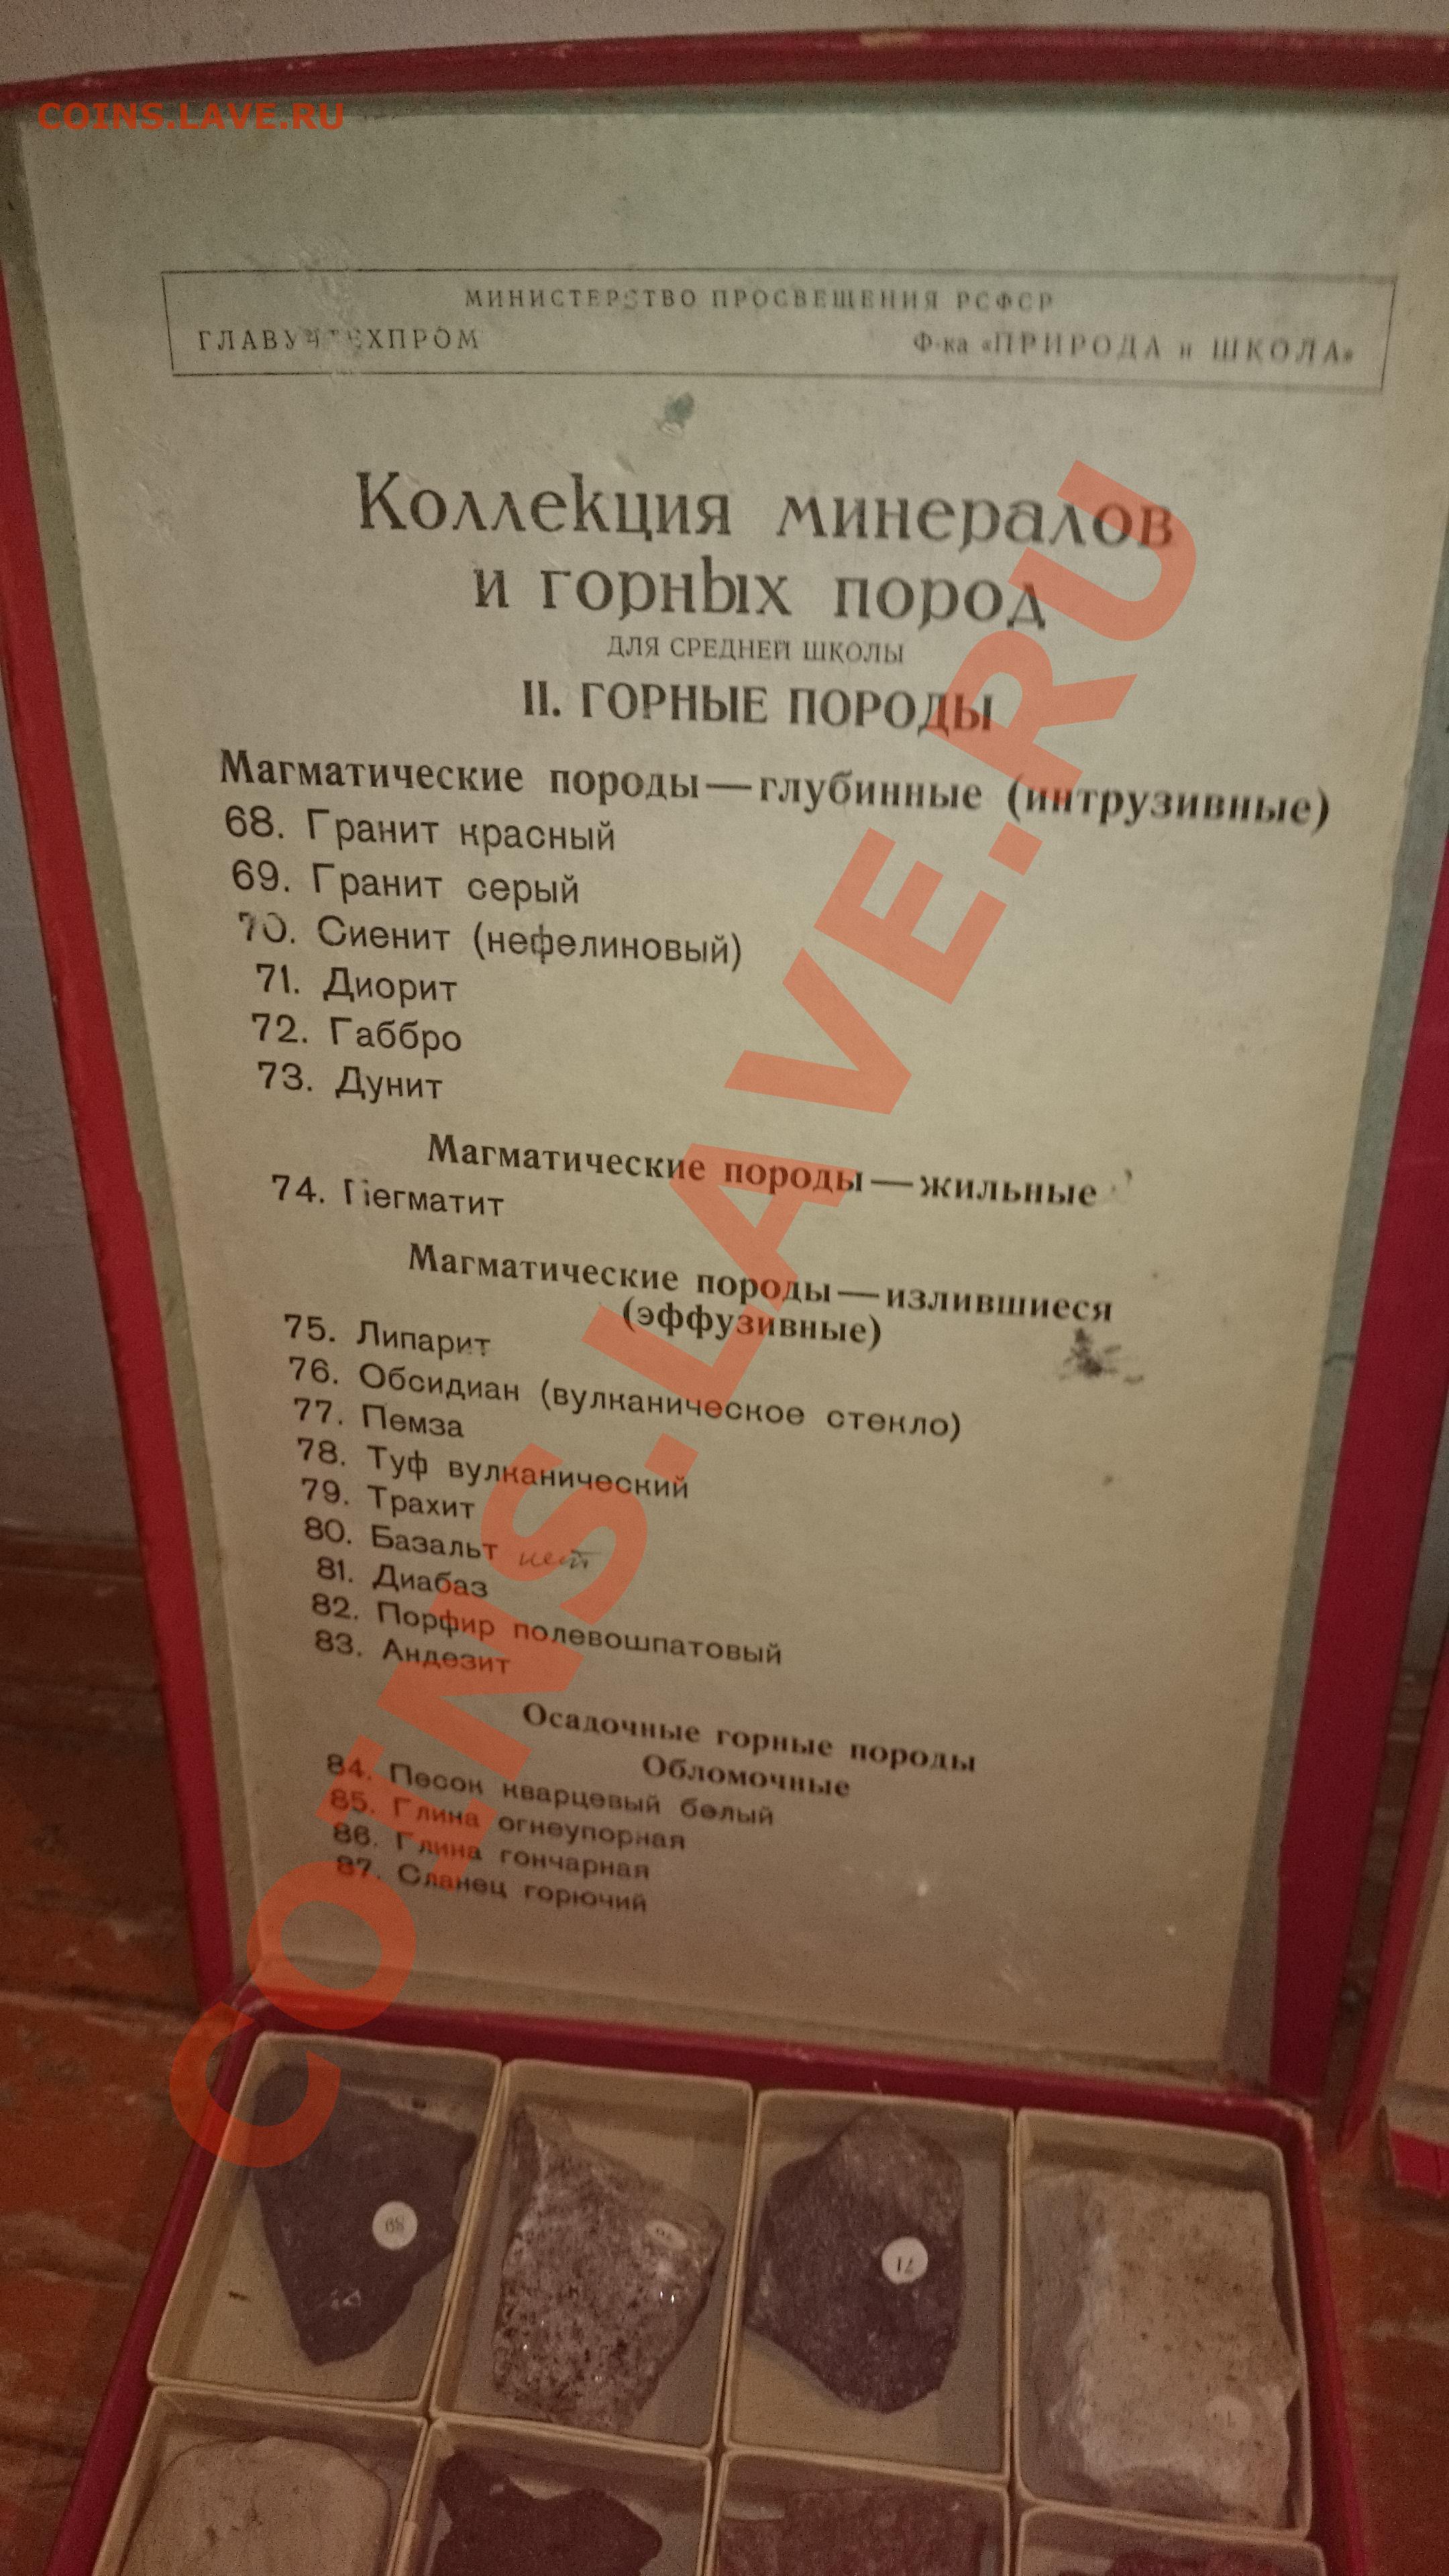 COINS.LAVE.RU
МИНИСТЕРСТВО ПРОСВЕЩЕНИЯ РСФСР
ГЛАВУЧТЕХПРОМ Ф-ка «ПРИРОДА и ШКОЛА»
Коллекция минералов
и горных пород
ДЛЯ СРЕДНЕЙ ШКОЛЫ
II. ГОРНЫЕ ПОРОДЫ
Магматические породы — глубинные (интрузивные)
68. Гранит красный
69. Гранит серый
70. Сиенит (нефелиновый)
71. Диорит
72. Габбро
73. Дунит
Магматические породы — жильные
74. Пегматит
Магматические породы — излившиеся
(эффузивные)
75. Липарит
76. Обсидиан (вулканическое стекло)
77. Пемза
78. Туф вулканический
79. Трахит
80. Базальт нет
81. Диабаз
82. Порфир полевошпатовый
83. Андезит
Осадочные горные породы
Обломочные
84. Песок кварцевый белый
85. Глина огнеупорная
86. Глина гончарная
87. Сланец горючий
COINS.LAVE.RU
71